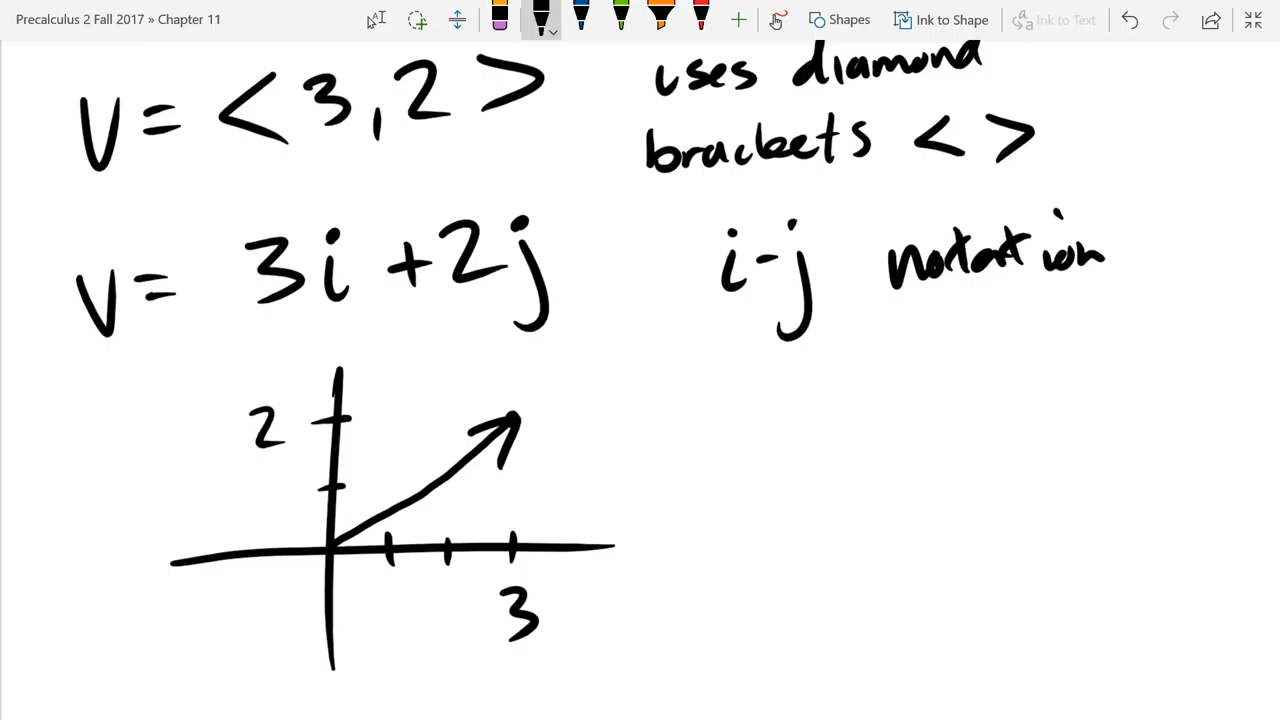 Precalculus 2 Fall 2017 » Chapter 11
Shapes
Ink to Shape
Ink to Text
v = <3,2>
uses diamond
brackets < >
v = 3i + 2j
i-j notation
2
3